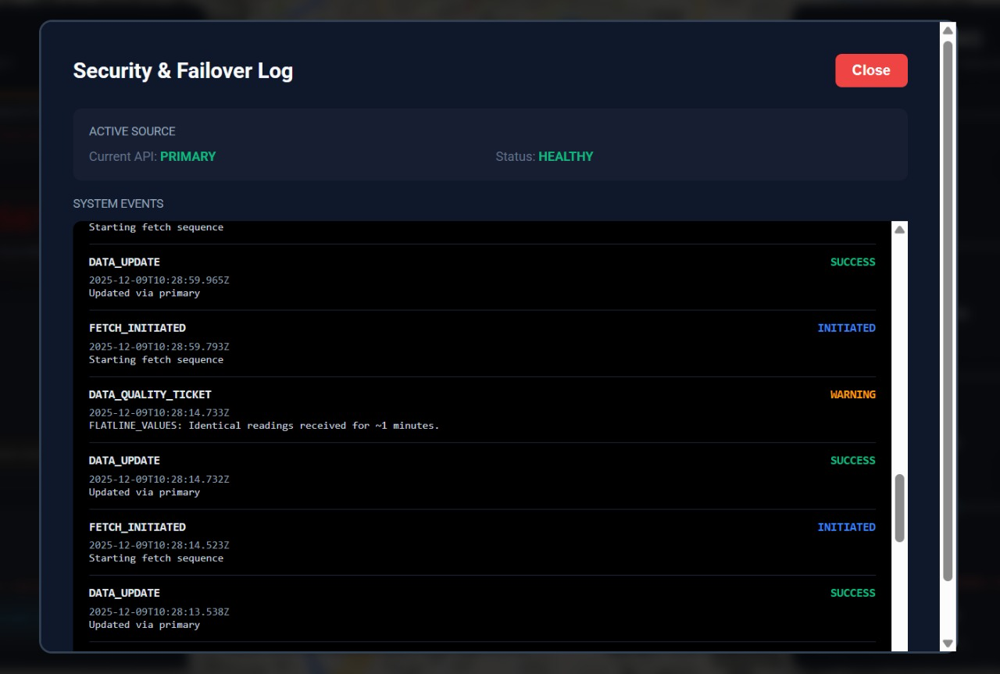 Security & Failover Log
Close
ACTIVE SOURCE
Current API: PRIMARY
Status: HEALTHY
SYSTEM EVENTS
Starting fetch sequence
DATA_UPDATE
SUCCESS
2025-12-09T10:28:59.965Z
Updated via primary
FETCH_INITIATED
INITIATED
2025-12-09T10:28:59.793Z
Starting fetch sequence
DATA_QUALITY_TICKET
WARNING
2025-12-09T10:28:14.733Z
FLATLINE_VALUES: Identical readings received for ~1 minutes.
DATA_UPDATE
SUCCESS
2025-12-09T10:28:14.732Z
Updated via primary
FETCH_INITIATED
INITIATED
2025-12-09T10:28:14.523Z
Starting fetch sequence
DATA_UPDATE
SUCCESS
2025-12-09T10:28:13.538Z
Updated via primary